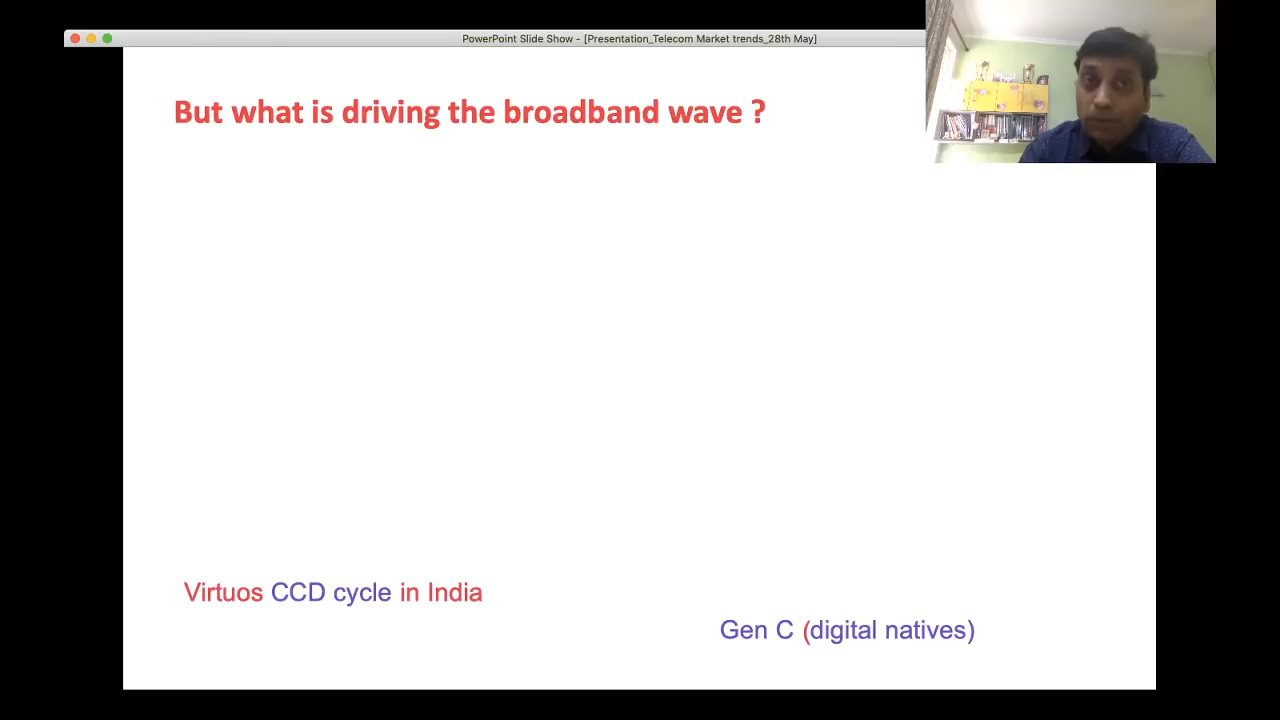 PowerPoint Slide Show - [Presentation_Telecom Market trends_28th May]
But what is driving the broadband wave ?
Virtuos CCD cycle in India
Gen C (digital natives)